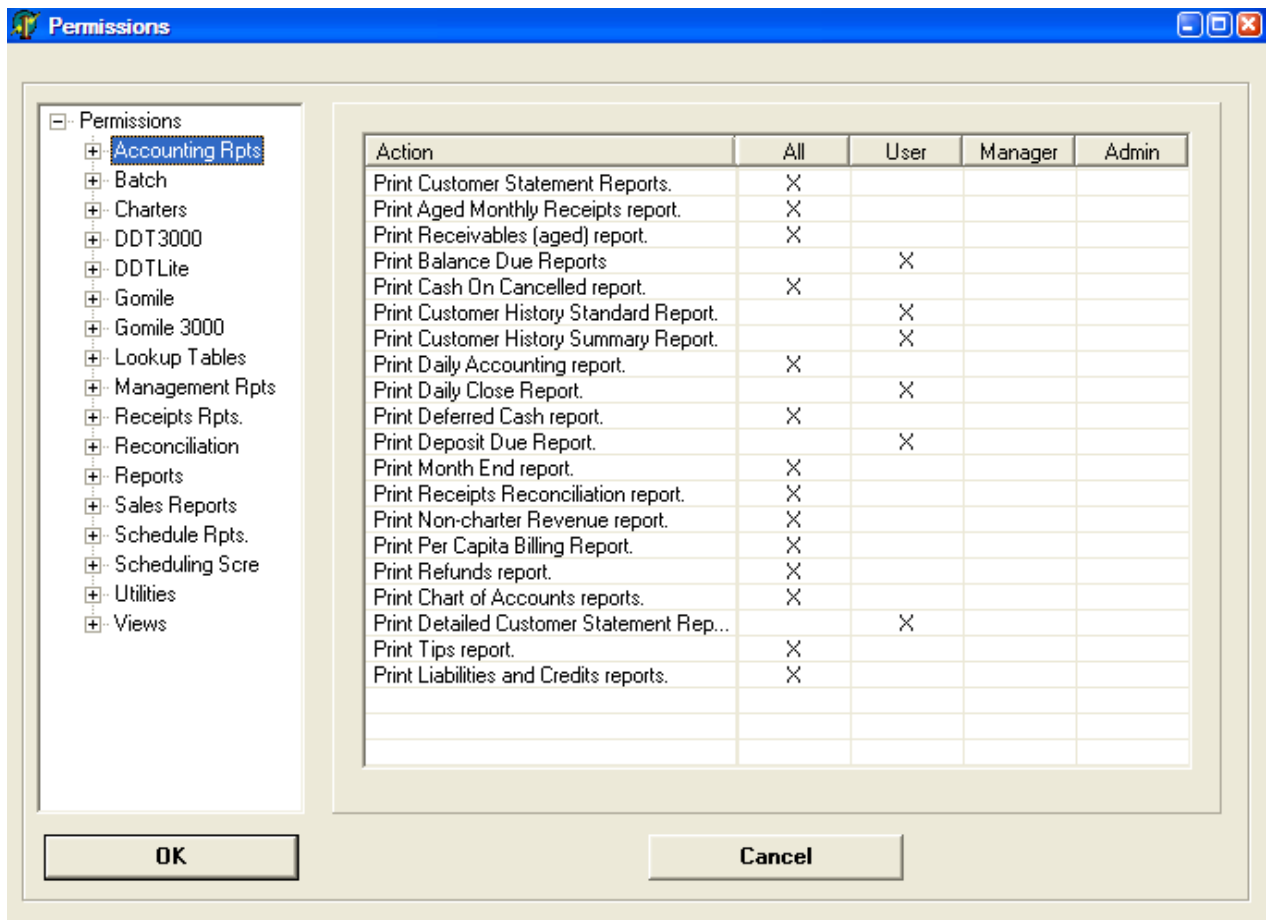 Permissions
Permissions
Accounting Rpts
Batch
Charters
DDT3000
DDTLite
Gomile
Gomile 3000
Lookup Tables
Management Rpts
Receipts Rpts.
Reconciliation
Reports
Sales Reports
Schedule Rpts.
Scheduling Scre
Utilities
Views
Action All User Manager Admin
Print Customer Statement Reports. X
Print Aged Monthly Receipts report. X
Print Receivables (aged) report. X
Print Balance Due Reports X
Print Cash On Cancelled report. X
Print Customer History Standard Report. X
Print Customer History Summary Report. X
Print Daily Accounting report. X
Print Daily Close Report. X
Print Deferred Cash report. X
Print Deposit Due Report. X
Print Month End report. X
Print Receipts Reconciliation report. X
Print Non-charter Revenue report. X
Print Per Capita Billing Report. X
Print Refunds report. X
Print Chart of Accounts reports. X
Print Detailed Customer Statement Rep... X
Print Tips report. X
Print Liabilities and Credits reports. X
OK Cancel